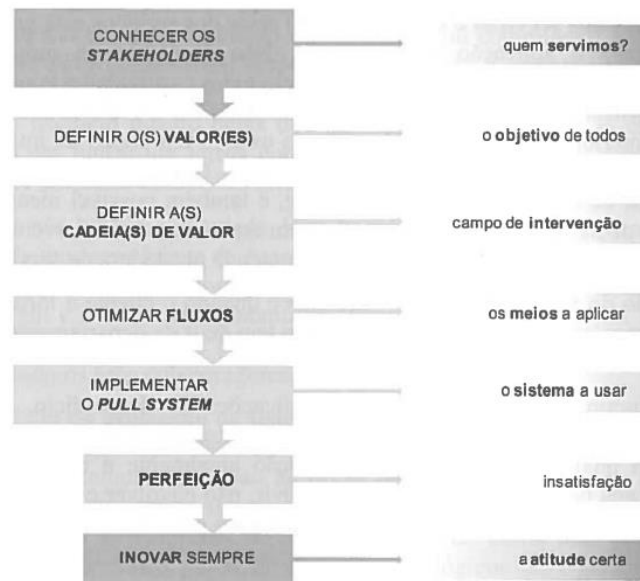 CONHECER OS
STAKEHOLDERS
quem servimos?
DEFINIR O(S) VALOR(ES)
o objetivo de todos
DEFINIR A(S)
CADEIA(S) DE VALOR
campo de intervenção
OTIMIZAR FLUXOS
os meios a aplicar
IMPLEMENTAR
O PULL SYSTEM
o sistema a usar
PERFEIÇÃO
insatisfação
INOVAR SEMPRE
a atitude certa